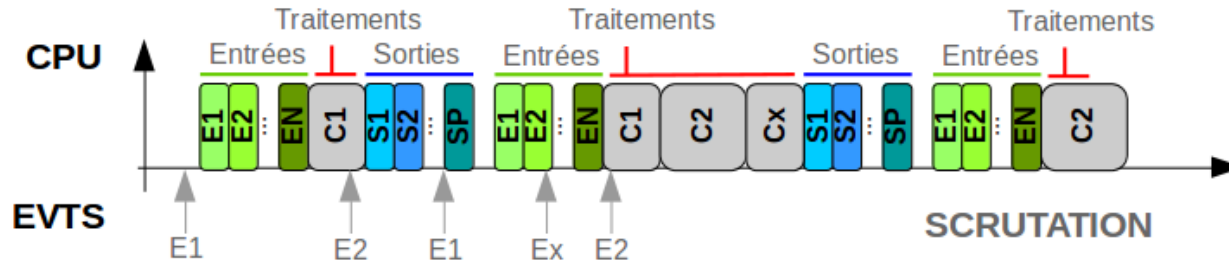 Traitements Traitements Traitements
CPU Entrées Sorties Entrées Sorties Entrées
E1 E2 ... EN C1 S1 S2 ... SP E1 E2 ... EN C1 C2 Cx S1 S2 ... SP E1 E2 ... EN C2
EVTS E1 E2 E1 Ex E2 SCRUTATION